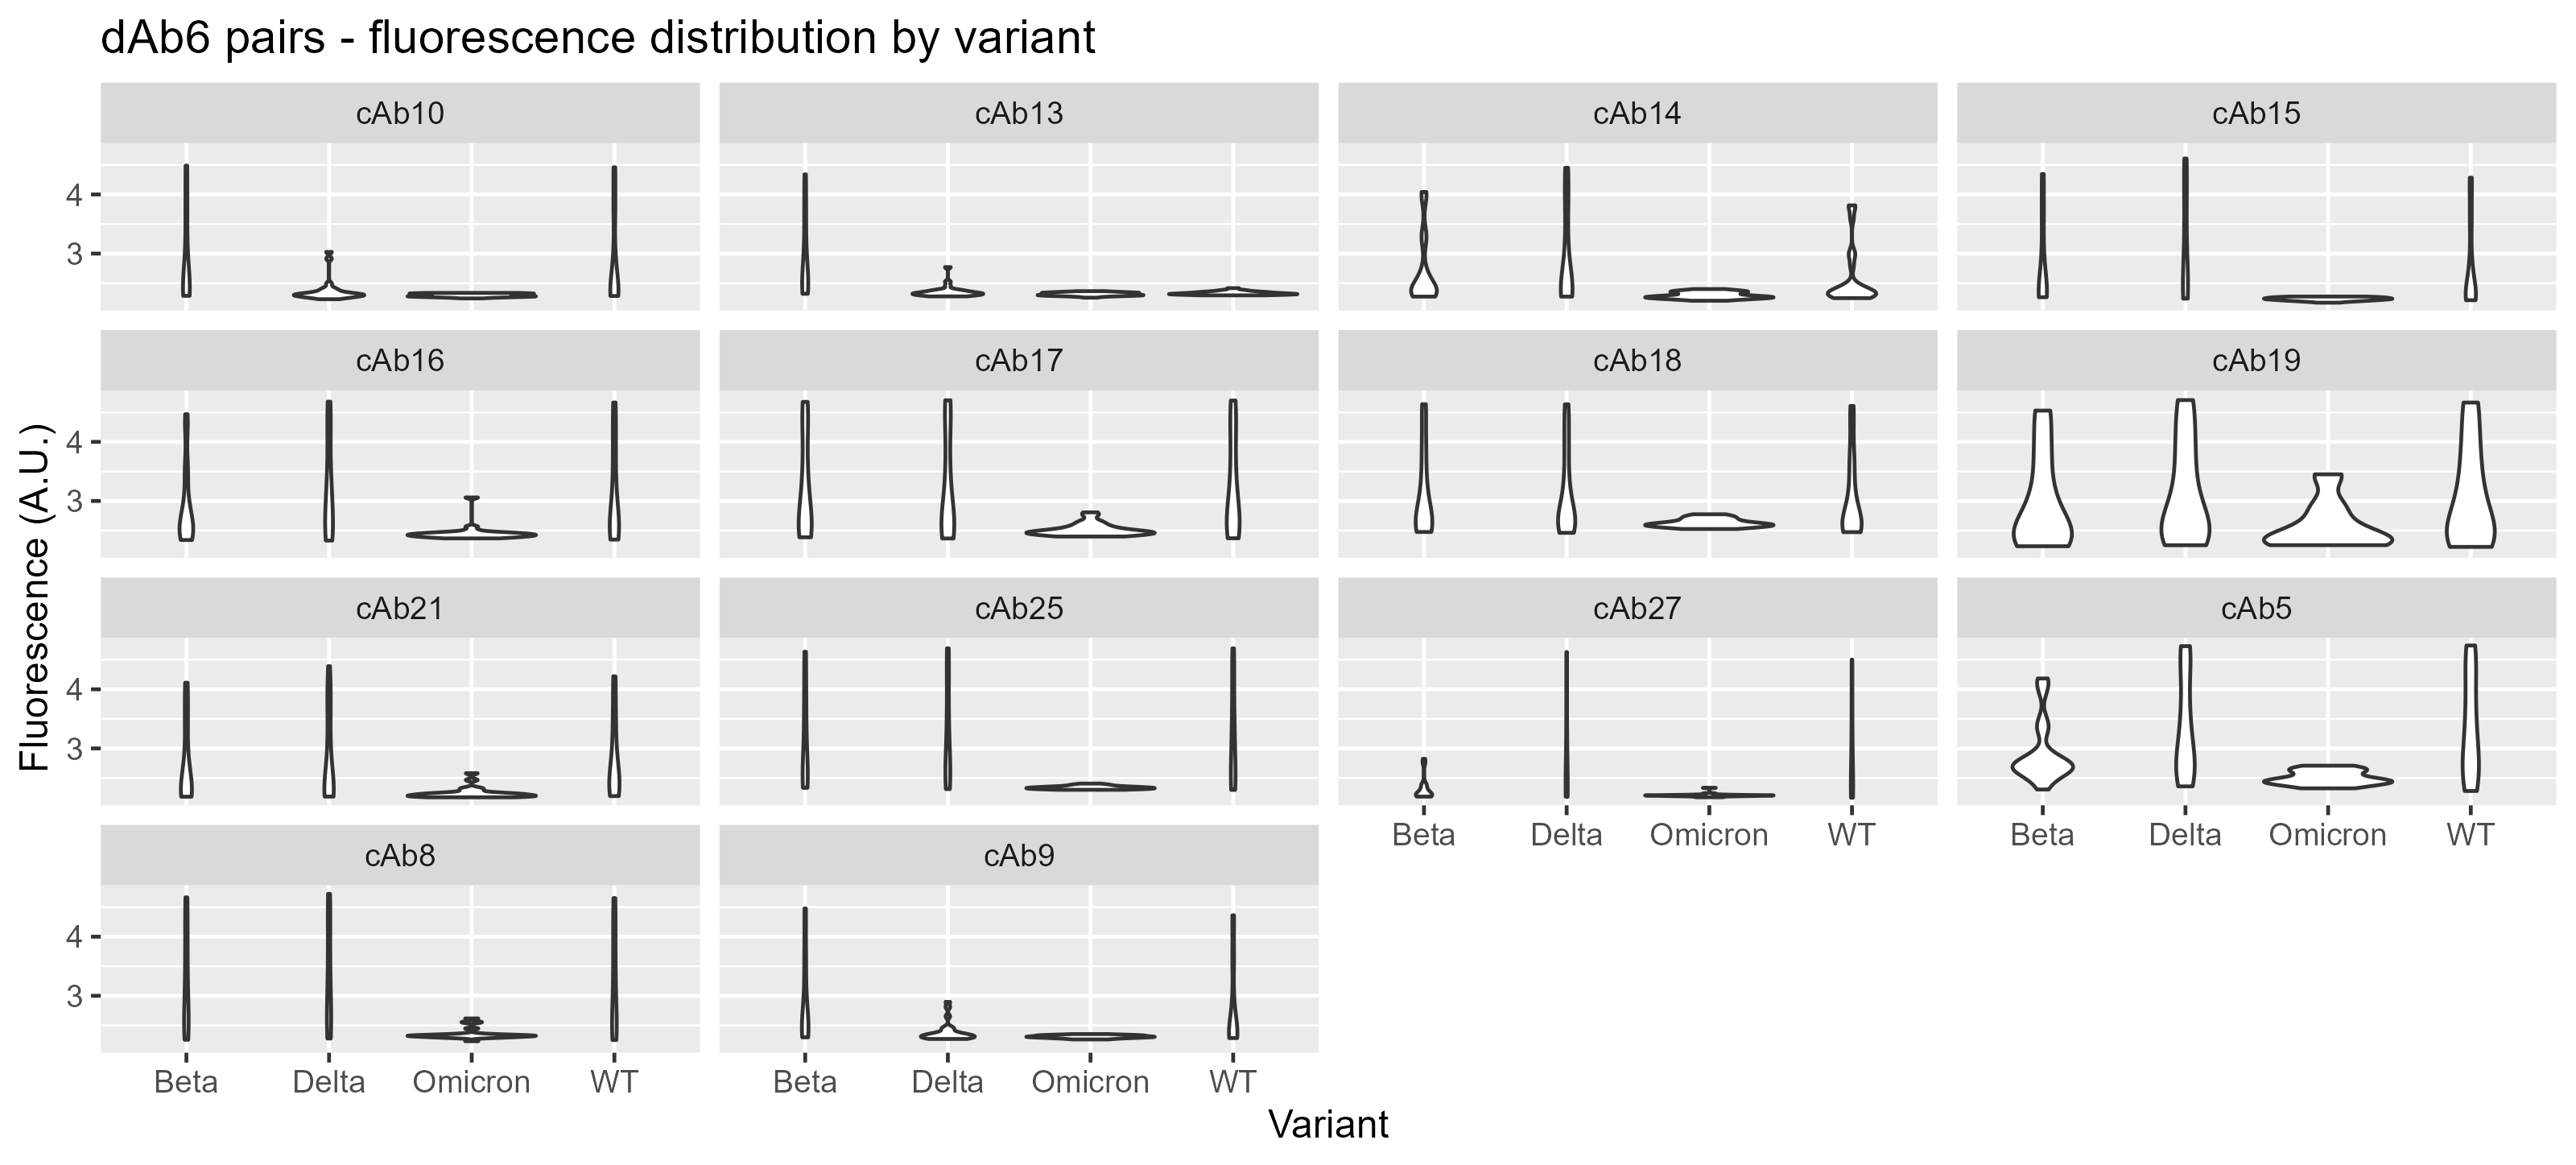 dAb6 pairs - fluorescence distribution by variant
cAb10 cAb13 cAb14 cAb15
4
3
cAb16 cAb17 cAb18 cAb19
4
3
Fluorescence (A.U.)
cAb21 cAb25 cAb27 cAb5
4
3
Beta Delta Omicron WT Beta Delta Omicron WT
cAb8 cAb9
4
3
Beta Delta Omicron WT Beta Delta Omicron WT
Variant